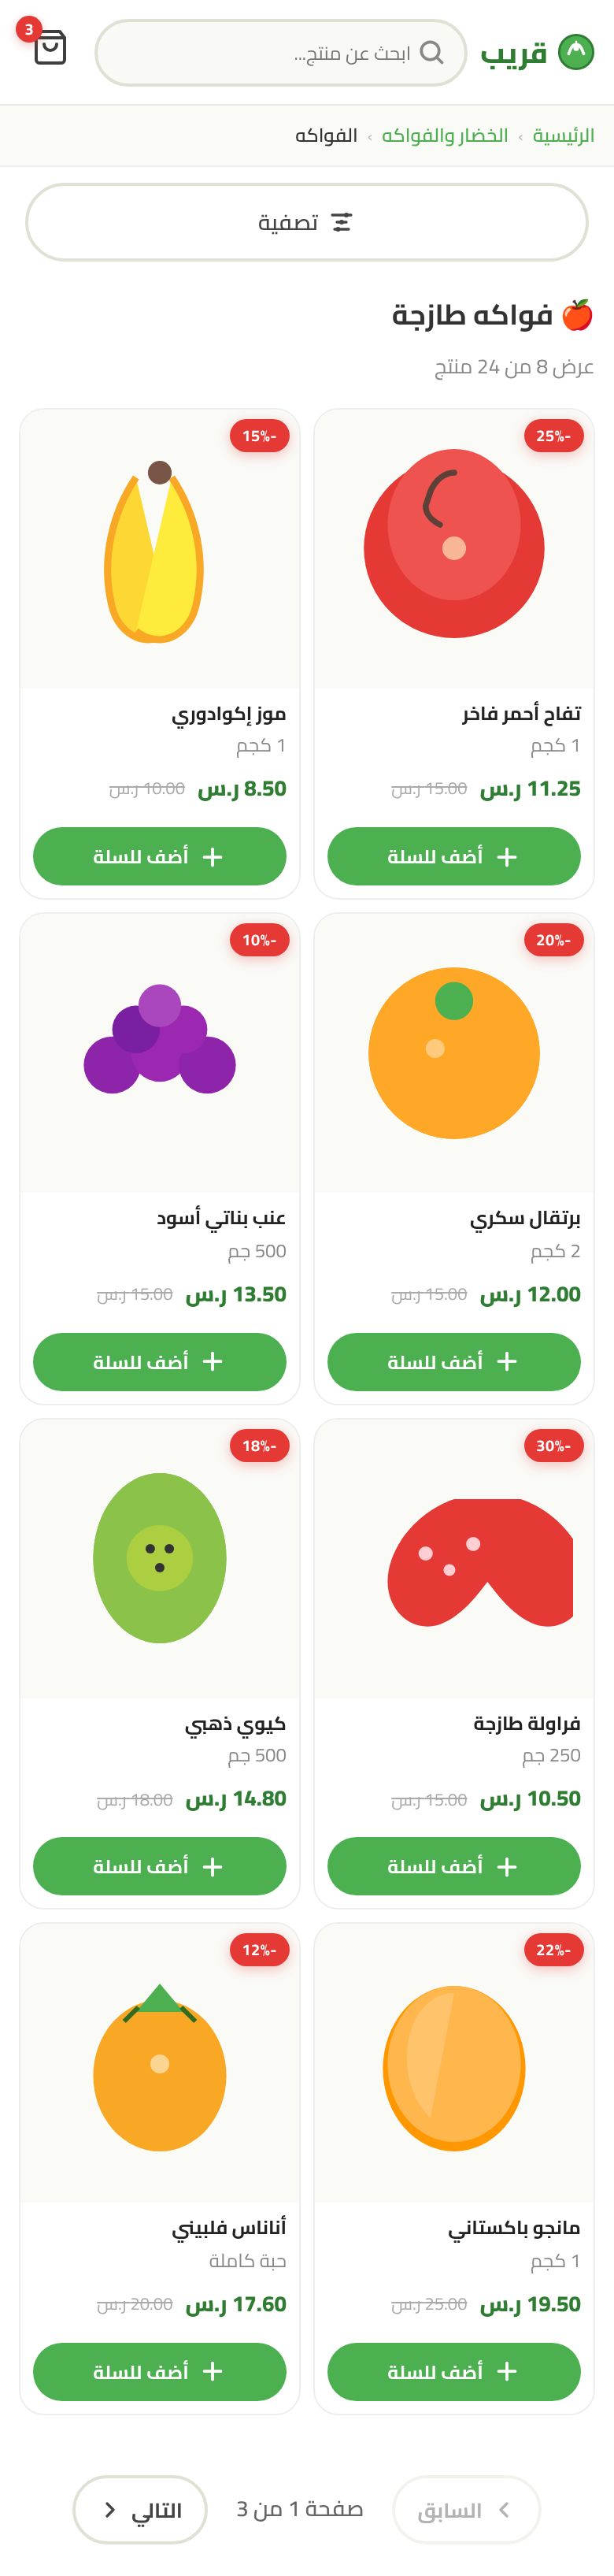 قريب
ابحث عن منتج...
3
الرئيسية › الخضار والفواكه › الفواكه
تصفية
🍎 فواكه طازجة
عرض 8 من 24 منتج
-25%
تفاح أحمر فاخر
1 كجم
11.25 ر.س 15.00 ر.س
أضف للسلة
-15%
موز إكوادوري
1 كجم
8.50 ر.س 10.00 ر.س
أضف للسلة
-20%
برتقال سكري
2 كجم
12.00 ر.س 15.00 ر.س
أضف للسلة
-10%
عنب بناتي أسود
500 جم
13.50 ر.س 15.00 ر.س
أضف للسلة
-30%
فراولة طازجة
250 جم
10.50 ر.س 15.00 ر.س
أضف للسلة
-18%
كيوي ذهبي
500 جم
14.80 ر.س 18.00 ر.س
أضف للسلة
-22%
مانجو باكستاني
1 كجم
19.50 ر.س 25.00 ر.س
أضف للسلة
-12%
أناناس فلبيني
حبة كاملة
17.60 ر.س 20.00 ر.س
أضف للسلة
السابق صفحة 1 من 3 التالي